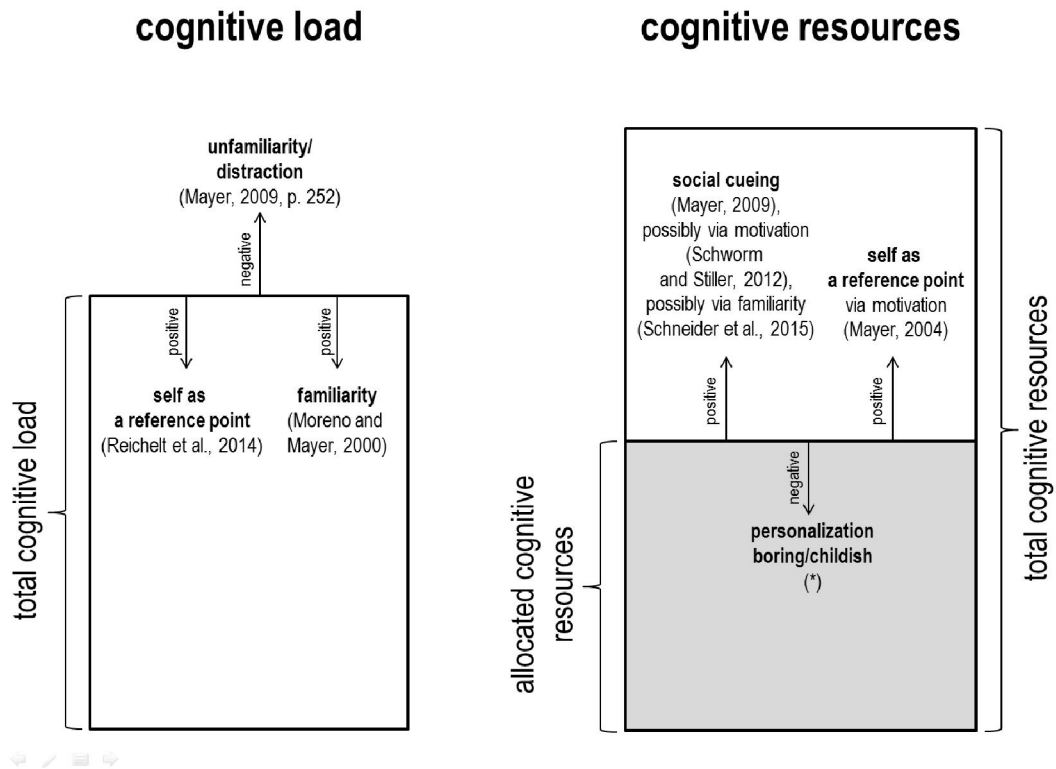 cognitive load
unfamiliarity/
distraction
(Mayer, 2009, p. 252)
negative
positive
positive
self as
a reference point
(Reichelt et al., 2014)
familiarity
(Moreno and
Mayer, 2000)
total cognitive load
cognitive resources
social cueing
(Mayer, 2009),
possibly via motivation
(Schworm
and Stiller, 2012),
possibly via familiarity
(Schneider et al., 2015)
self as
a reference point
via motivation
(Mayer, 2004)
positive
positive
negative
personalization
boring/childish
(*)
allocated cognitive
resources
total cognitive resources